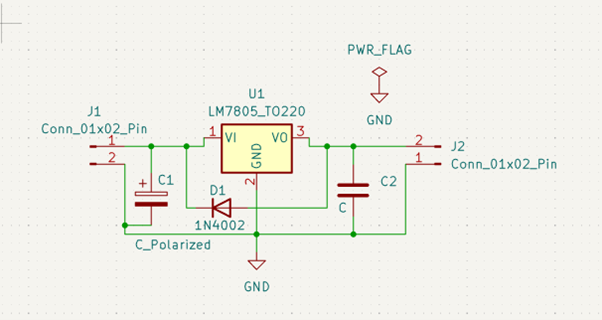 PWR_FLAG
GND
U1
LM7805_TO220
J1
Conn_01x02_Pin
1
2
1
VI
VO
3
GND
2
2
1
J2
Conn_01x02_Pin
+
C1
C_Polarized
D1
1N4002
C2
C
GND